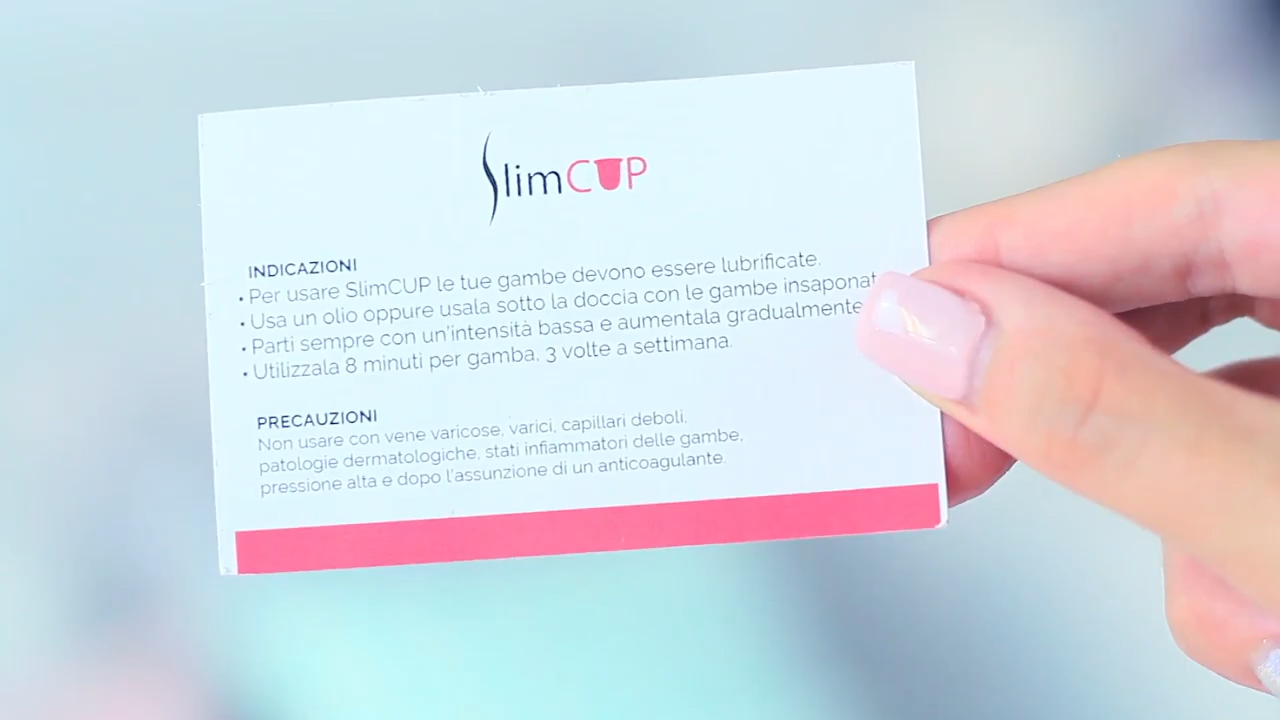 SlimCUP
INDICAZIONI
• Per usare SlimCUP le tue gambe devono essere lubrificate.
• Usa un olio oppure usala sotto la doccia con le gambe
• Parti sempre con un'intensità bassa e aumentala gradualmente
• Utilizzala 8 minuti per gamba, 3 volte a settimana.
PRECAUZIONI
Non usare con vene varicose, varici, capillari deboli,
patologie dermatologiche, stati infiammatori delle gambe,
pressione alta e dopo l'assunzione di un anticoagulante.